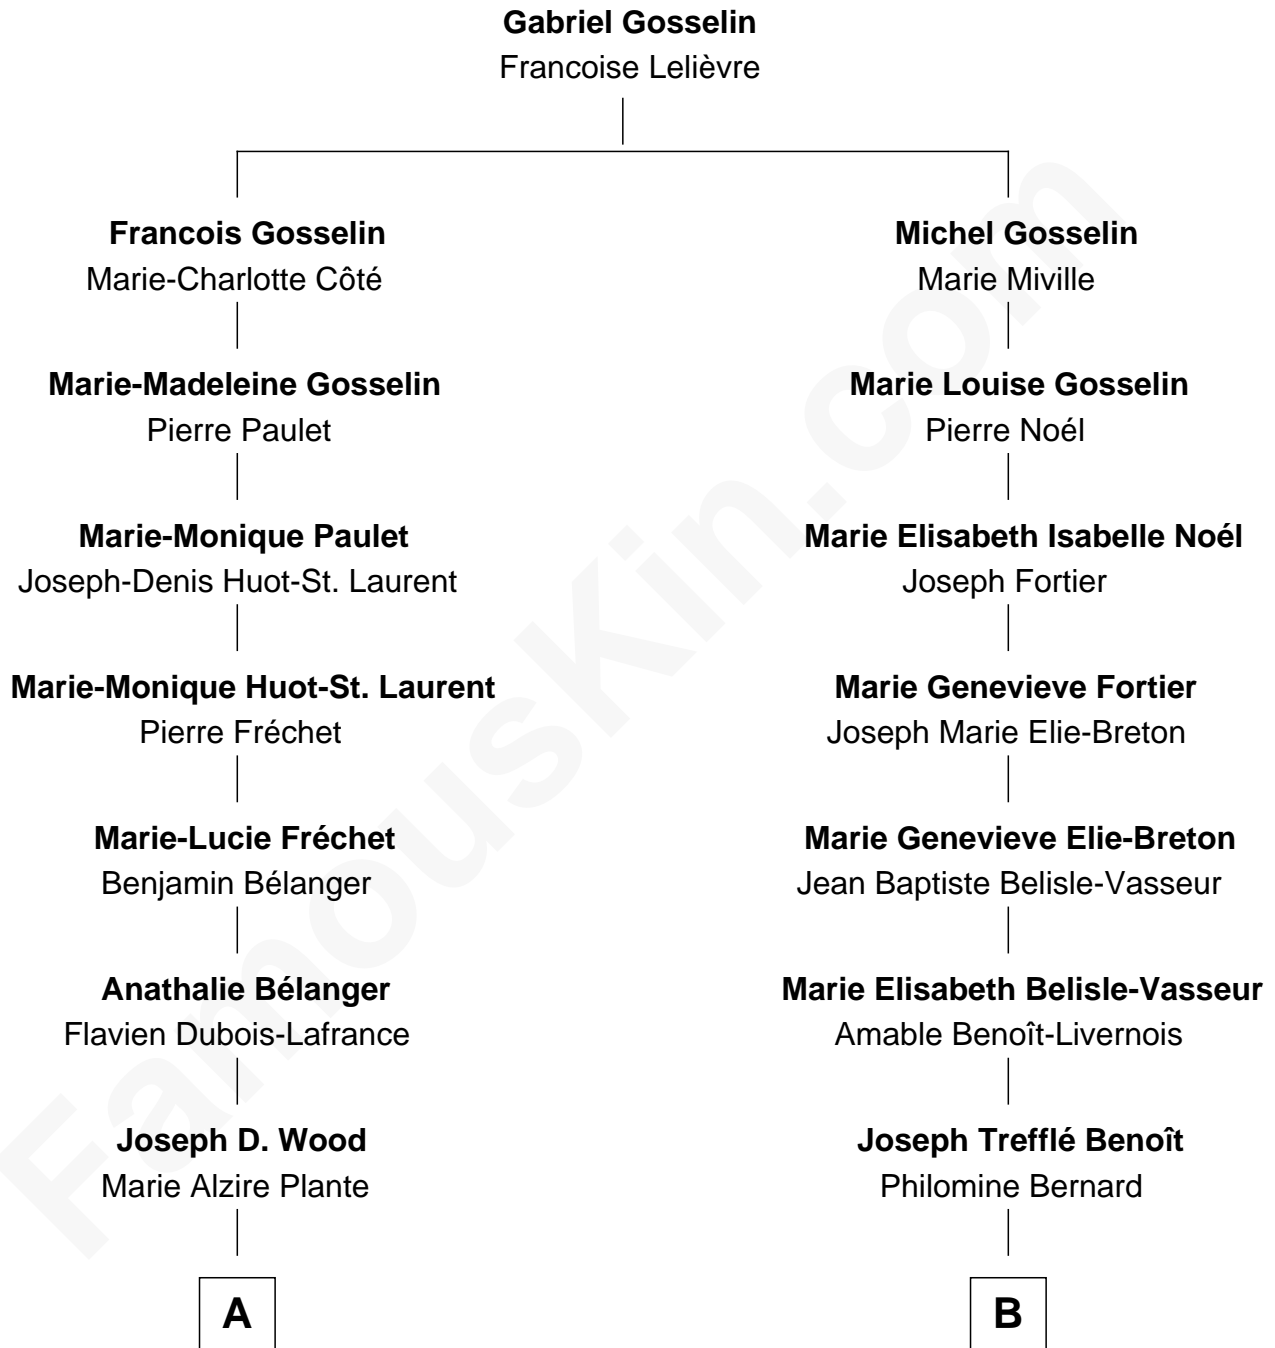 Gabriel Gosselin
Francoise Lelièvre
Francois Gosselin
Marie-Charlotte Côté
Michel Gosselin
Marie Miville
Marie-Madeleine Gosselin
Pierre Paulet
Marie Louise Gosselin
Pierre Noél
Marie-Monique Paulet
Joseph-Denis Huot-St. Laurent
Marie Elisabeth Isabelle Noél
Joseph Fortier
Marie-Monique Huot-St. Laurent
Pierre Fréchet
Marie Genevieve Fortier
Joseph Marie Elie-Breton
Marie-Lucie Fréchet
Benjamin Bélanger
Marie Genevieve Elie-Breton
Jean Baptiste Belisle-Vasseur
Anathalie Bélanger
Flavien Dubois-Lafrance
Marie Elisabeth Belisle-Vasseur
Amable Benoît-Livernois
Joseph D. Wood
Marie Alzire Plante
Joseph Trefflé Benoît
Philomine Bernard
A
B
FamousKin.com